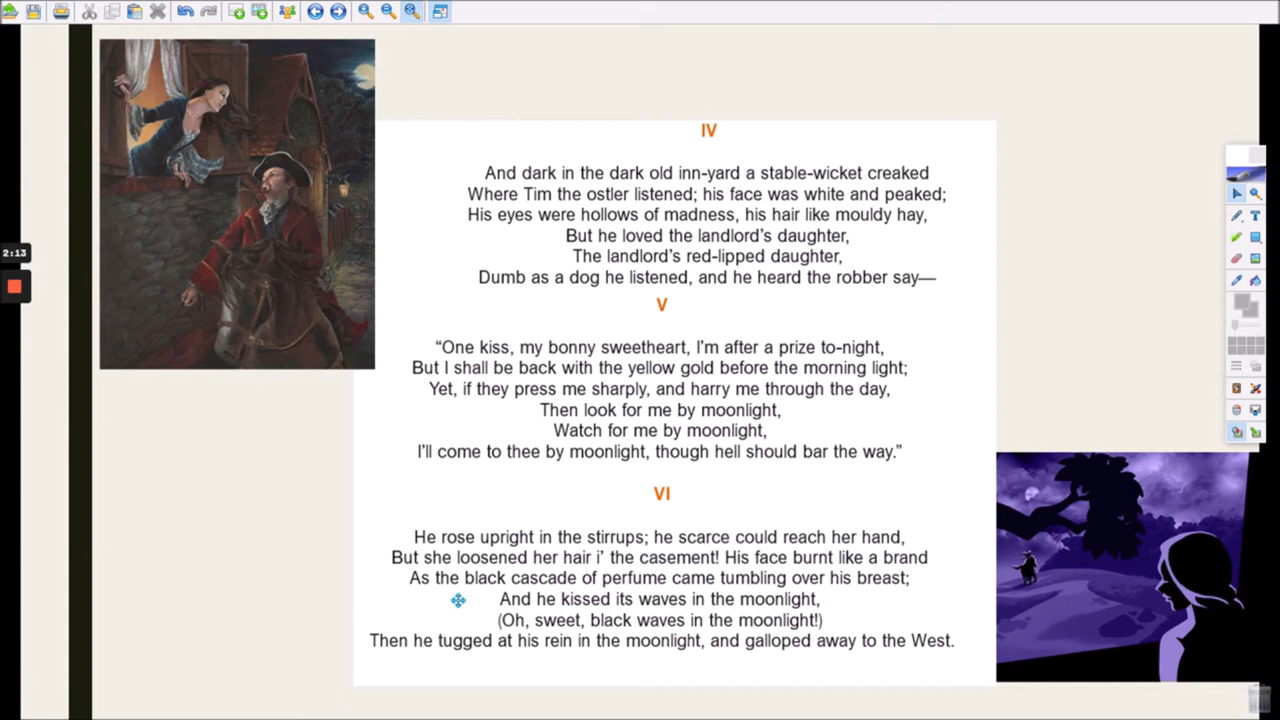 2:13
IV
And dark in the dark old inn-yard a stable-wicket creaked
Where Tim the ostler listened; his face was white and peaked;
His eyes were hollows of madness, his hair like mouldy hay,
But he loved the landlord’s daughter,
The landlord’s red-lipped daughter,
Dumb as a dog he listened, and he heard the robber say—
V
“One kiss, my bonny sweetheart, I’m after a prize to-night,
But I shall be back with the yellow gold before the morning light;
Yet, if they press me sharply, and harry me through the day,
Then look for me by moonlight,
Watch for me by moonlight,
I’ll come to thee by moonlight, though hell should bar the way.”
VI
He rose upright in the stirrups; he scarce could reach her hand,
But she loosened her hair i’ the casement! His face burnt like a brand
As the black cascade of perfume came tumbling over his breast;
And he kissed its waves in the moonlight,
(Oh, sweet, black waves in the moonlight!)
Then he tugged at his rein in the moonlight, and galloped away to the West.